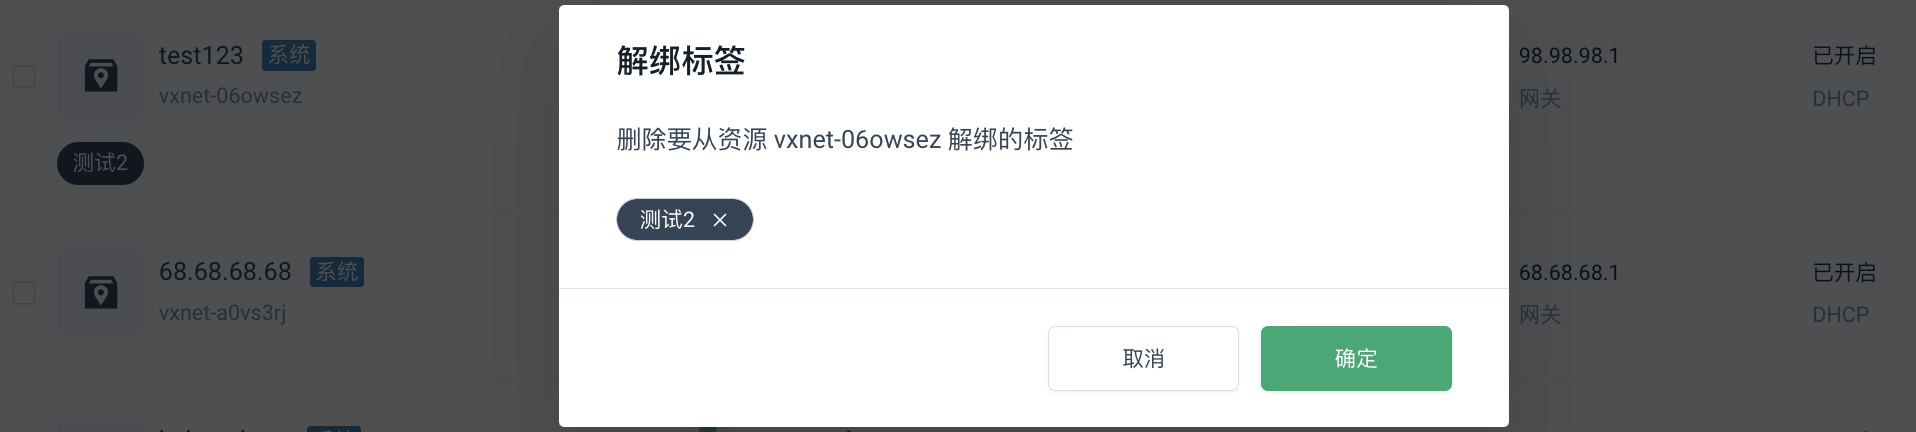 test123 系统
vxnet-06owsez
测试2
68.68.68.68 系统
vxnet-a0vs3rj
解绑标签
删除要从资源 vxnet-06owsez 解绑的标签
测试2 ×
取消 确定
98.98.98.1 已开启
网关 DHCP
68.68.68.1 已开启
网关 DHCP